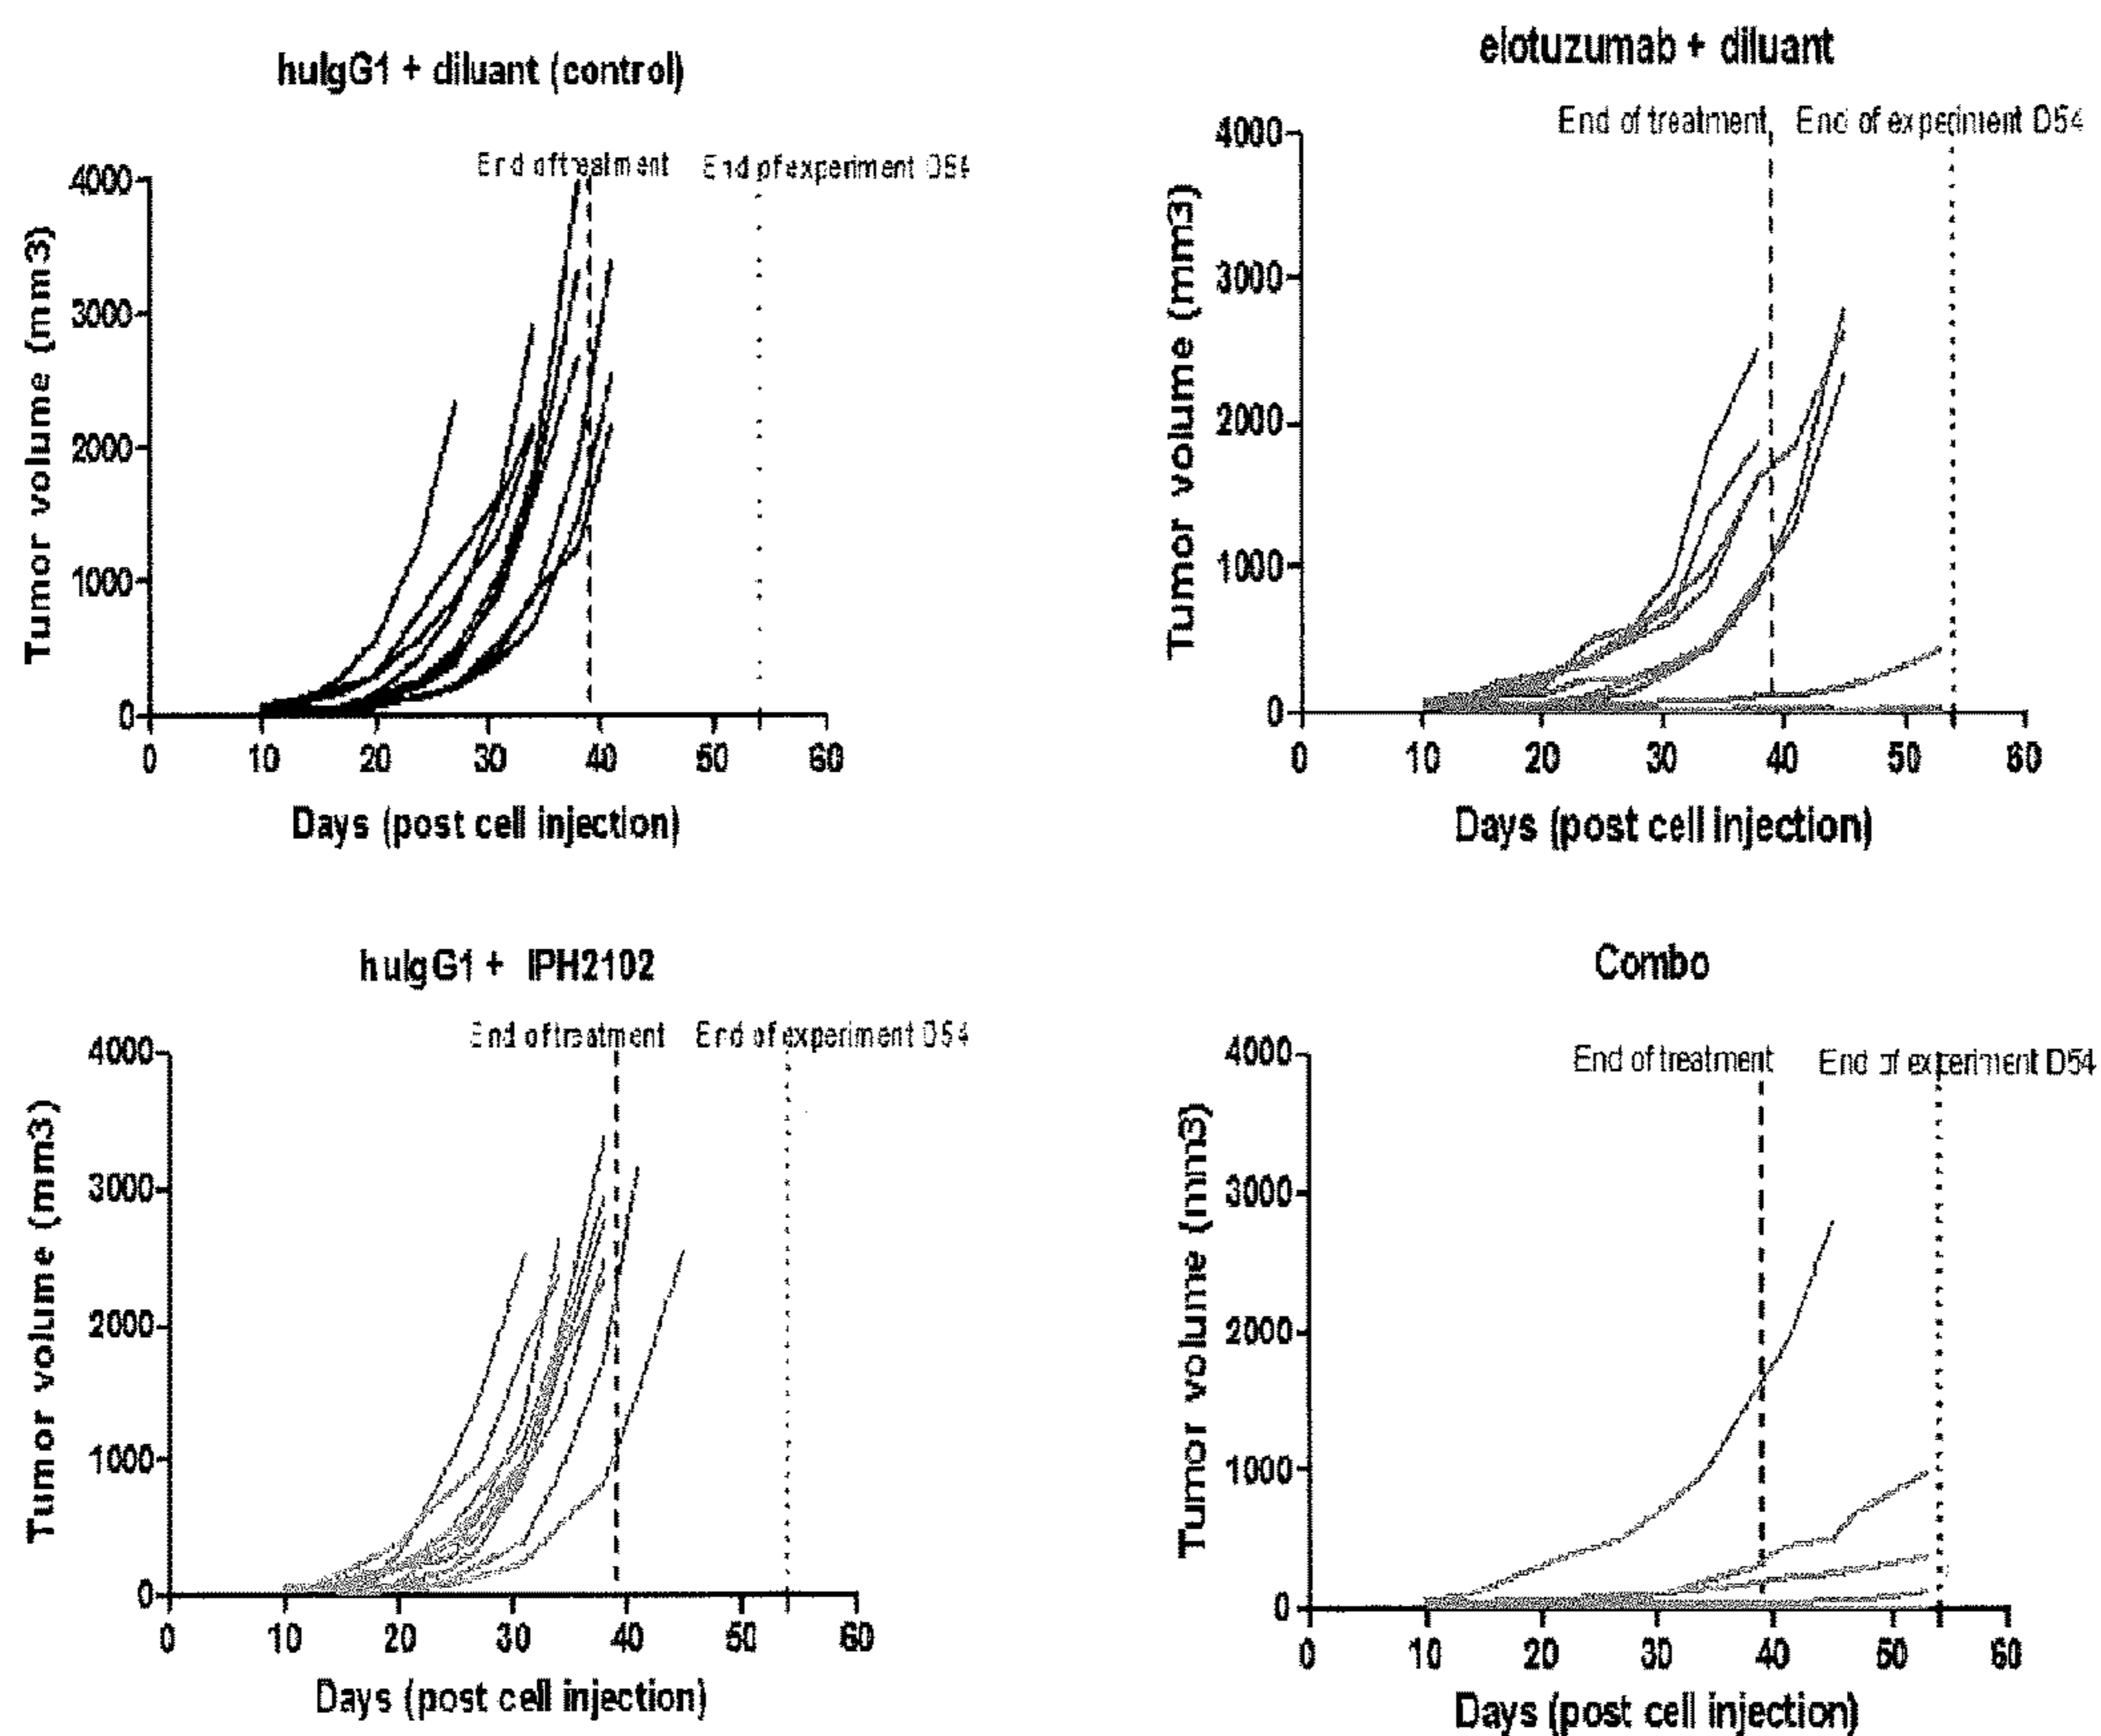 huIgG1 + diluant (control)
End of treatment End of experiment D54
4000
3000
2000
1000
0
0 10 20 30 40 50 60
Tumor volume (mm3)
Days (post cell injection)
elotuzumab + diluant
End of treatment End of experiment D54
4000
3000
2000
1000
0
0 10 20 30 40 50 60
Tumor volume (mm3)
Days (post cell injection)
huIgG1 + IPH2102
End of treatment End of experiment D54
4000
3000
2000
1000
0
0 10 20 30 40 50 60
Tumor volume (mm3)
Days (post cell injection)
Combo
End of treatment End of experiment D54
4000
3000
2000
1000
0
0 10 20 30 40 50 60
Tumor volume (mm3)
Days (post cell injection)